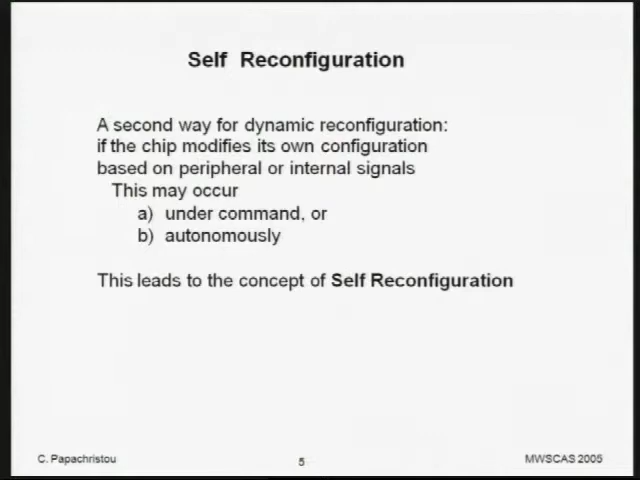 Self Reconfiguration
A second way for dynamic reconfiguration:
if the chip modifies its own configuration
based on peripheral or internal signals
This may occur
a) under command, or
b) autonomously
This leads to the concept of Self Reconfiguration
C. Papachristou
5
MWSCAS 2005